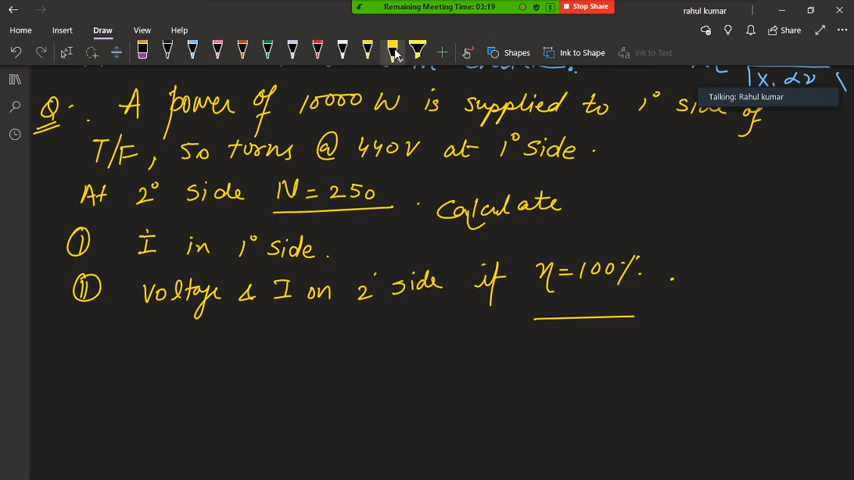 Remaining Meeting Time: 03:19
Stop Share
rahul kumar
Home Insert Draw View Help
Share
Shapes
Ink to Shape
Ink to Text
Talking: Rahul kumar
Q. A power of 10000 W is supplied to 1° side of
T/F, 50 turns @ 440V at 1° side.
At 2° side N = 250. Calculate
(I) I in 1° side.
(II) Voltage & I on 2° side if η = 100%.